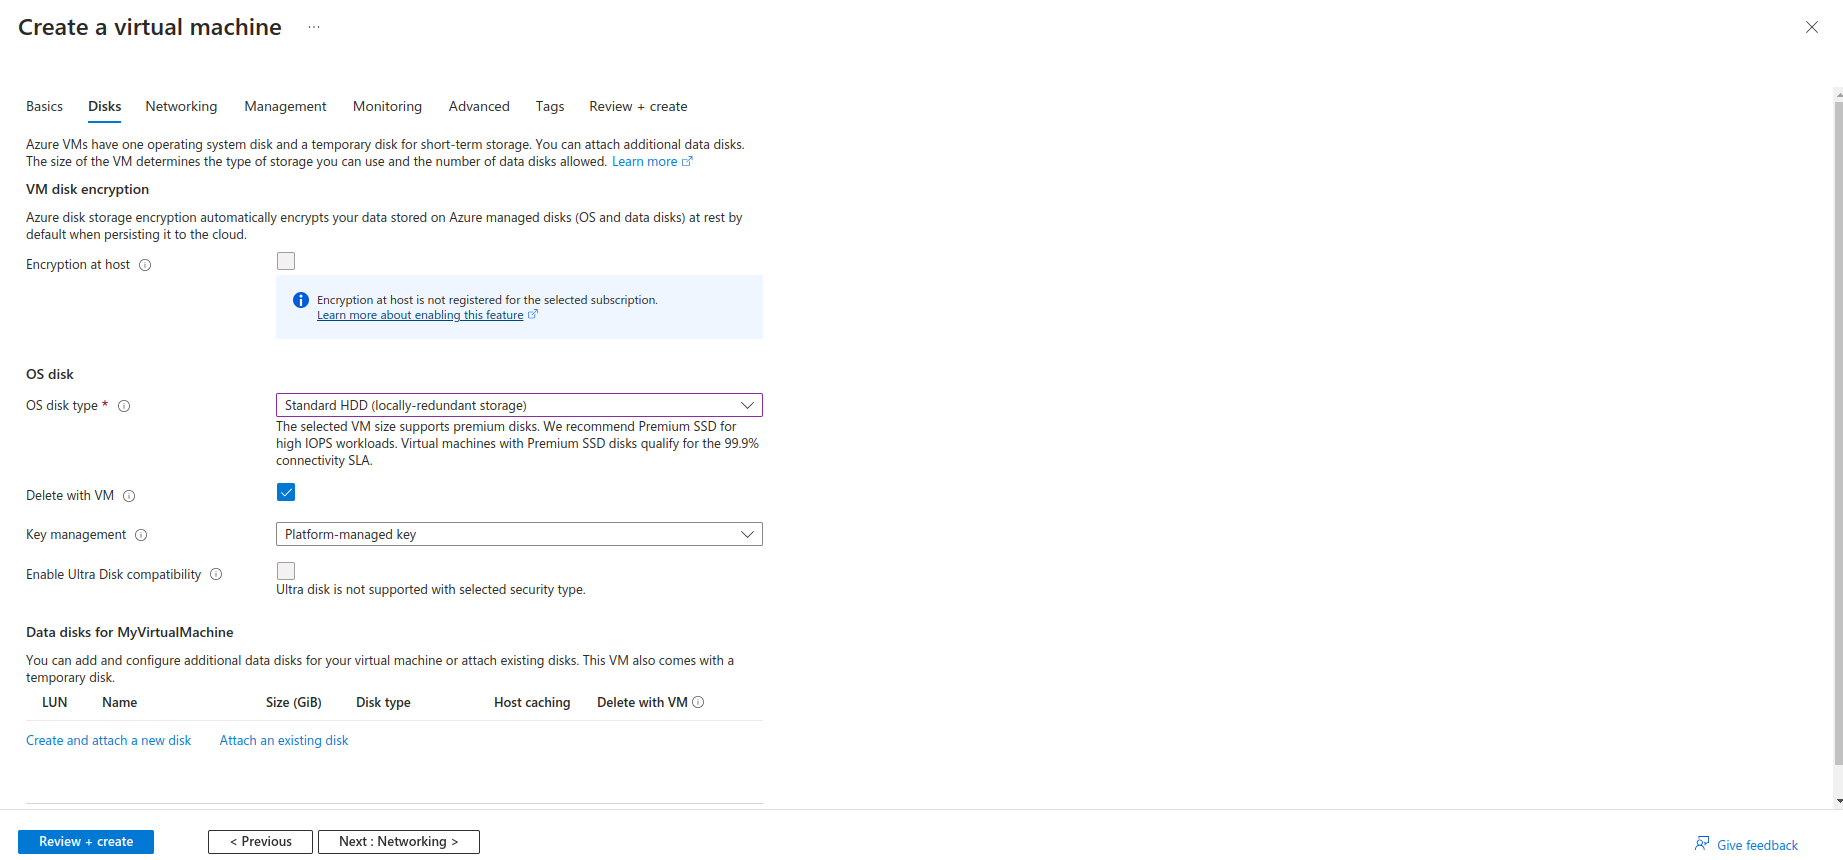 Create a virtual machine ...
Basics Disks Networking Management Monitoring Advanced Tags Review + create
Azure VMs have one operating system disk and a temporary disk for short-term storage. You can attach additional data disks.
The size of the VM determines the type of storage you can use and the number of data disks allowed. Learn more
VM disk encryption
Azure disk storage encryption automatically encrypts your data stored on Azure managed disks (OS and data disks) at rest by
default when persisting it to the cloud.
Encryption at host
Encryption at host is not registered for the selected subscription.
Learn more about enabling this feature
OS disk
OS disk type * Standard HDD (locally-redundant storage)
The selected VM size supports premium disks. We recommend Premium SSD for
high IOPS workloads. Virtual machines with Premium SSD disks qualify for the 99.9%
connectivity SLA.
Delete with VM
Key management Platform-managed key
Enable Ultra Disk compatibility
Ultra disk is not supported with selected security type.
Data disks for MyVirtualMachine
You can add and configure additional data disks for your virtual machine or attach existing disks. This VM also comes with a
temporary disk.
LUN Name Size (GiB) Disk type Host caching Delete with VM
Create and attach a new disk Attach an existing disk
Review + create < Previous Next : Networking > Give feedback